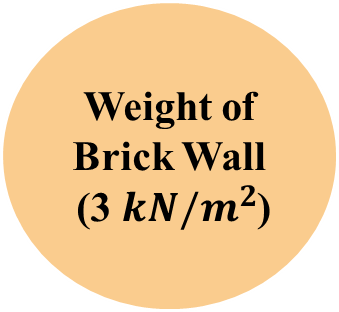 Weight of
Brick Wall
(3 kN/m²)